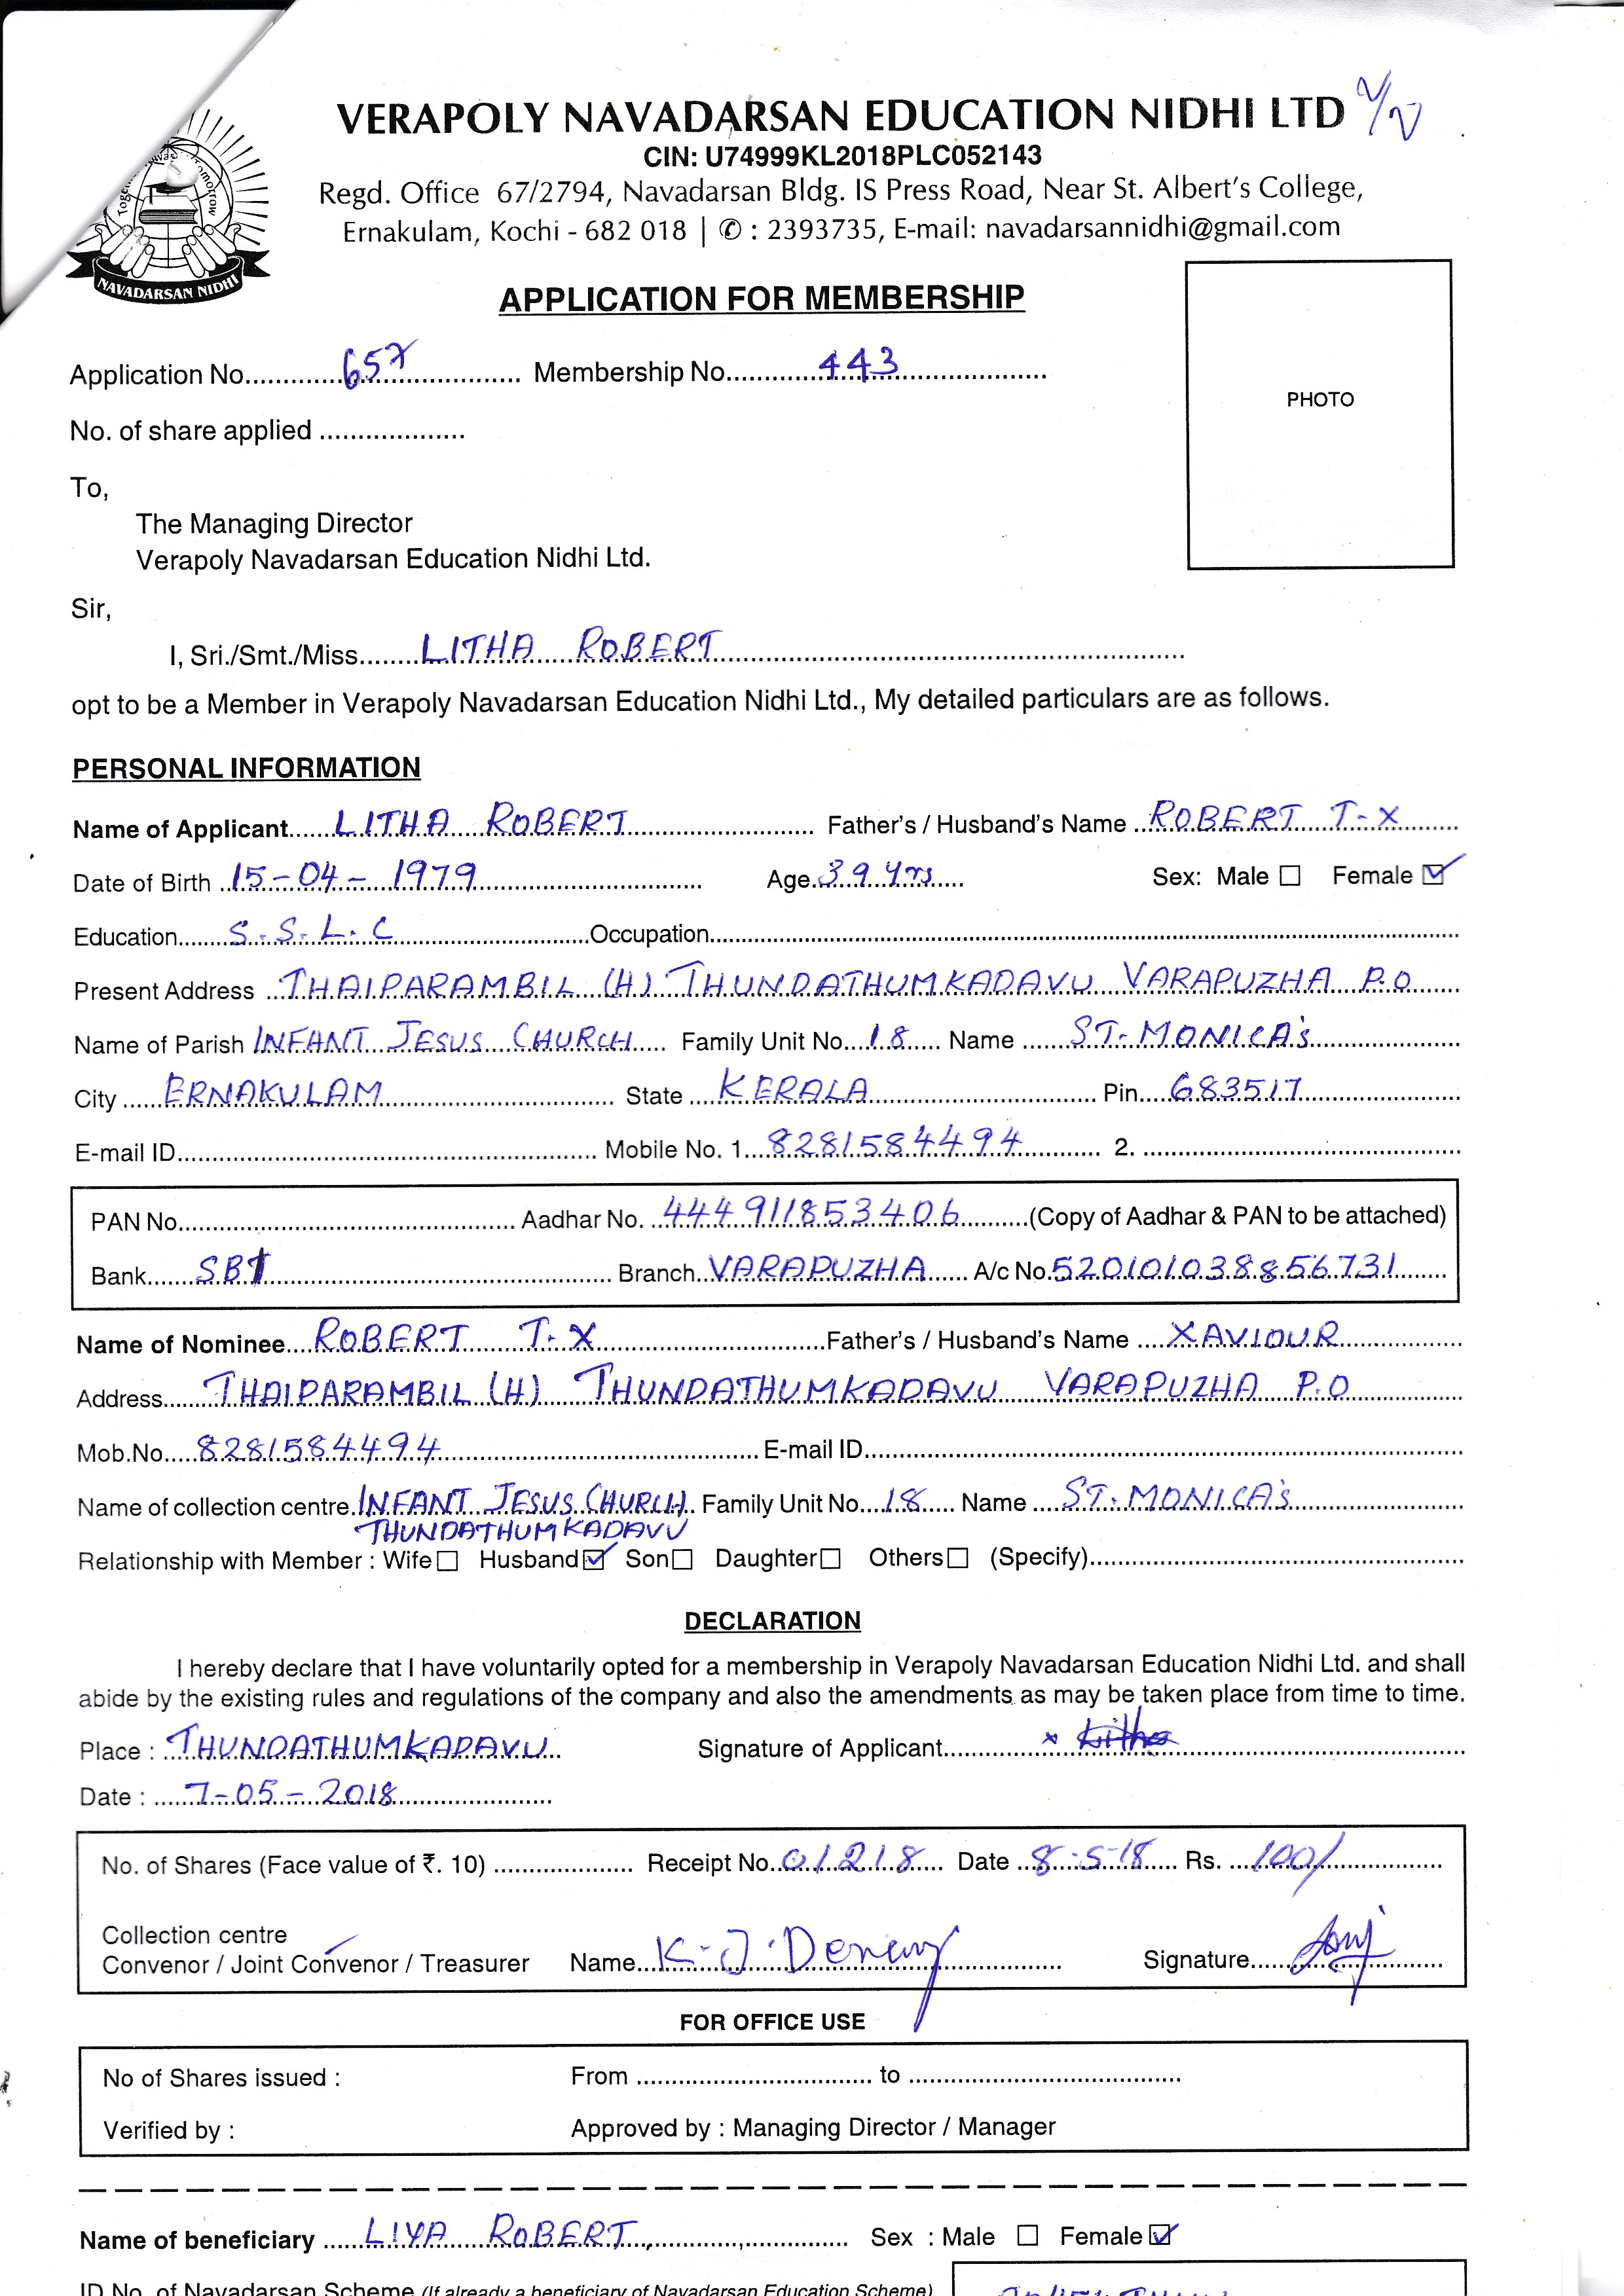 VERAPOLY NAVADARSAN EDUCATION NIDHI LTD
CIN: U74999KL2018PLC052143
Regd. Office 67/2794, Navadarsan Bldg. IS Press Road, Near St. Albert's College,
Ernakulam, Kochi - 682 018 | ✆ : 2393735, E-mail: navadarsannidhi@gmail.com
NAVADARSAN NIDHI
APPLICATION FOR MEMBERSHIP
Application No. 657 Membership No. 443
PHOTO
No. of share applied
To,
The Managing Director
Verapoly Navadarsan Education Nidhi Ltd.
Sir,
I, Sri./Smt./Miss LITHA ROBERT
opt to be a Member in Verapoly Navadarsan Education Nidhi Ltd., My detailed particulars are as follows.
PERSONAL INFORMATION
Name of Applicant LITHA ROBERT Father's / Husband's Name ROBERT T-X
Date of Birth 15-04-1979 Age 39 yrs Sex: Male ☐ Female ☑
Education S.S.L.C Occupation
Present Address THAIPARAMBIL (H) THUNDATHUMKADAVU VARAPUZHA P.O
Name of Parish INFANT JESUS CHURCH Family Unit No. 18 Name ST. MONICA's
City ERNAKULAM State KERALA Pin 683517
E-mail ID Mobile No. 1. 8281584494 2.
PAN No. Aadhar No. 444911853406 (Copy of Aadhar & PAN to be attached)
Bank SBI Branch VARAPUZHA A/c No. 520101038856731
Name of Nominee ROBERT T.X Father's / Husband's Name XAVIOUR
Address THAIPARAMBIL (H) THUNDATHUMKADAVU VARAPUZHA P.O
Mob.No. 8281584494 E-mail ID
Name of collection centre INFANT JESUS CHURCH Family Unit No. 18 Name ST. MONICA's
THUNDATHUMKADAVU
Relationship with Member : Wife ☐ Husband ☑ Son ☐ Daughter ☐ Others ☐ (Specify)
DECLARATION
I hereby declare that I have voluntarily opted for a membership in Verapoly Navadarsan Education Nidhi Ltd. and shall
abide by the existing rules and regulations of the company and also the amendments as may be taken place from time to time.
Place : THUNDATHUMKADAVU Signature of Applicant x Litha
Date : 7-05-2018
No. of Shares (Face value of ₹. 10) Receipt No. 01218 Date 8-5-18 Rs. 100/
Collection centre
Convenor / Joint Convenor / Treasurer Name K.J. Signature
FOR OFFICE USE
No of Shares issued : From to
Verified by : Approved by : Managing Director / Manager
Name of beneficiary LIYA ROBERT Sex : Male ☐ Female ☑
ID No. of Navadarsan Scheme (If already a beneficiary of Navadarsan Education Scheme)